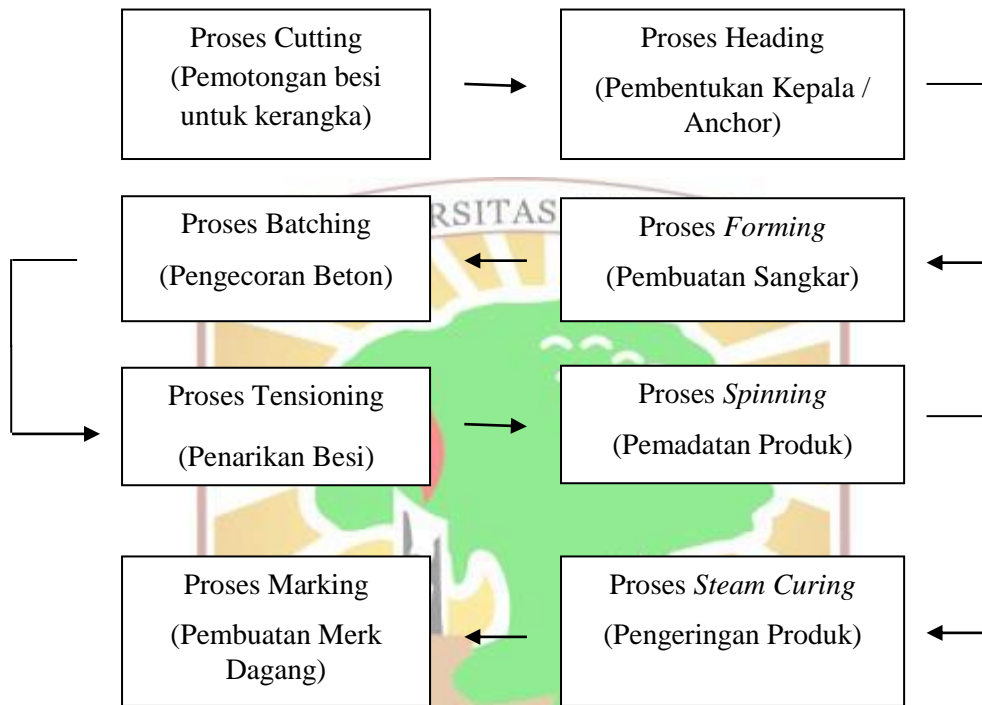 Proses Cutting
(Pemotongan besi
untuk kerangka)
Proses Heading
(Pembentukan Kepala /
Anchor)
RSITAS
Proses Batching
(Pengecoran Beton)
Proses Forming
(Pembuatan Sangkar)
Proses Tensioning
(Penarikan Besi)
Proses Spinning
(Pemadatan Produk)
Proses Marking
(Pembuatan Merk
Dagang)
Proses Steam Curing
(Pengeringan Produk)